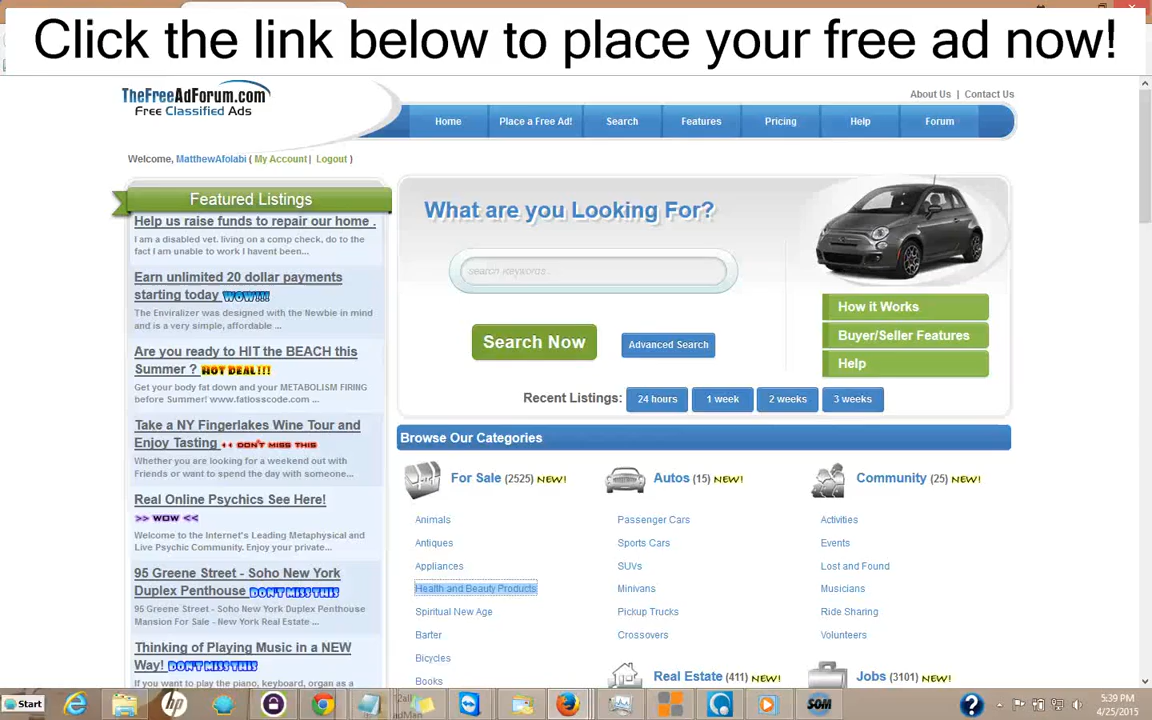 Click the link below to place your free ad now!
TheFreeAdForum.com
Free Classified Ads
About Us | Contact Us
Home Place a Free Ad! Search Features Pricing Help Forum
Welcome, MatthewAfolabi ( My Account | Logout )
Featured Listings
Help us raise funds to repair our home .
I am a disabled vet. living on a comp check, do to the
fact I am unable to work I havent been...
Earn unlimited 20 dollar payments
starting today WOW!!!
The Enviralizer was designed with the Newbie in mind
and is a very simple, affordable ...
Are you ready to HIT the BEACH this
Summer ? HOT DEAL!!!
Get your body fat down and your METABOLISM FIRING
before Summer! www.fatlosscode.com ...
Take a NY Fingerlakes Wine Tour and
Enjoy Tasting DON'T MISS THIS
Whether you are looking for a weekend out with
Friends or want to spend the day with someone...
Real Online Psychics See Here!
>> WOW <<
Welcome to the Internet's Leading Metaphysical and
Live Psychic Community. Enjoy your private...
95 Greene Street - Soho New York
Duplex Penthouse DON'T MISS THIS
95 Greene Street - Soho New York Duplex Penthouse
Mansion For Sale - New York Real Estate ...
Thinking of Playing Music in a NEW
Way! DON'T MISS THIS
If you want to play the piano, keyboard, organ as a
What are you Looking For?
search keywords..
Search Now Advanced Search
How it Works
Buyer/Seller Features
Help
Recent Listings: 24 hours 1 week 2 weeks 3 weeks
Browse Our Categories
For Sale (2525) NEW!
Animals
Antiques
Appliances
Health and Beauty Products
Spiritual New Age
Barter
Bicycles
Books
Autos (15) NEW!
Passenger Cars
Sports Cars
SUVs
Minivans
Pickup Trucks
Crossovers
Real Estate (411) NEW!
Community (25) NEW!
Activities
Events
Lost and Found
Musicians
Ride Sharing
Volunteers
Jobs (3101) NEW!
Start
hp
SOM
5:39 PM
4/25/2015